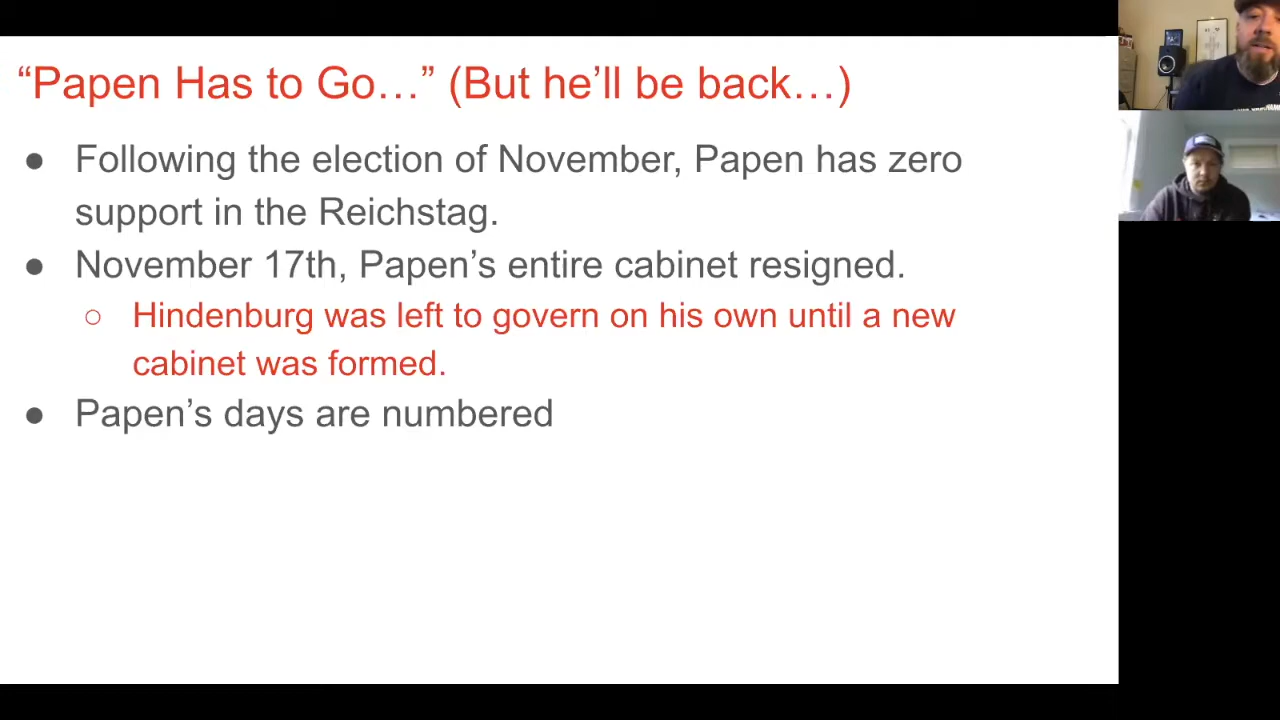 “Papen Has to Go…” (But he’ll be back…)
● Following the election of November, Papen has zero
support in the Reichstag.
● November 17th, Papen’s entire cabinet resigned.
○ Hindenburg was left to govern on his own until a new
cabinet was formed.
● Papen’s days are numbered